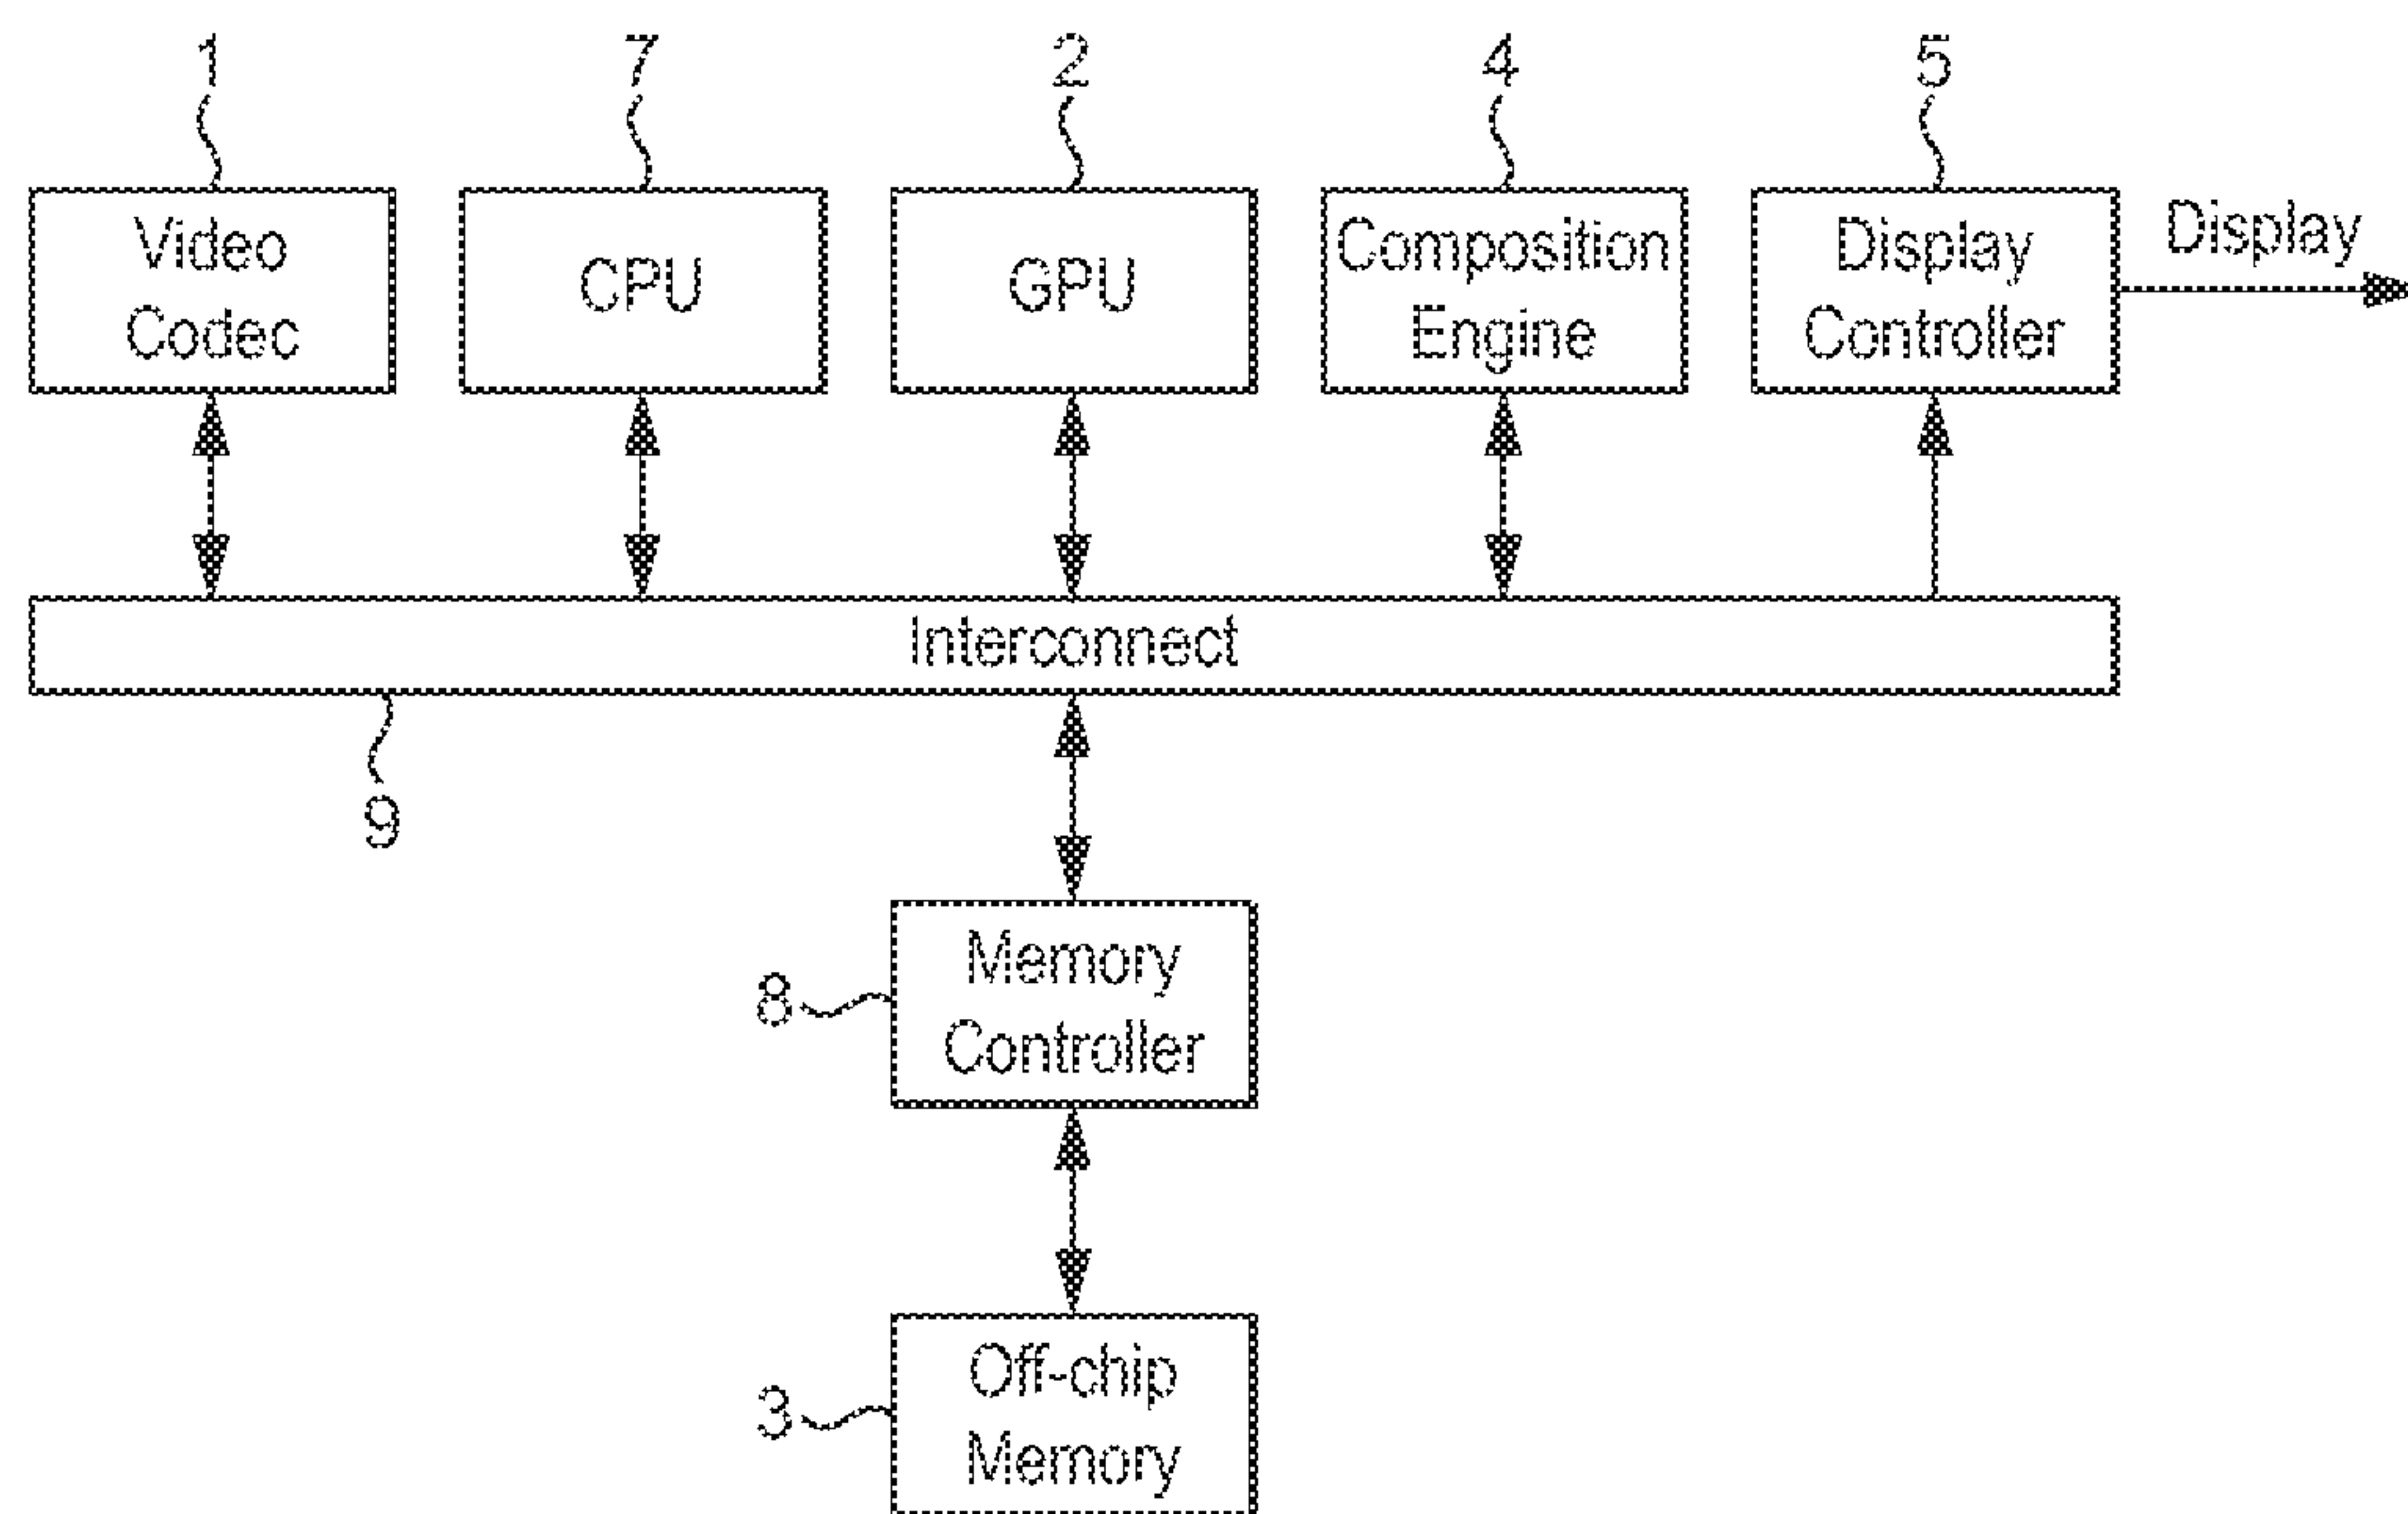 1
7
2
4
5
Video
Codec
CPU
GPU
Composition
Engine
Display
Controller
Display
Interconnect
9
8
Memory
Controller
3
Off-chip
Memory